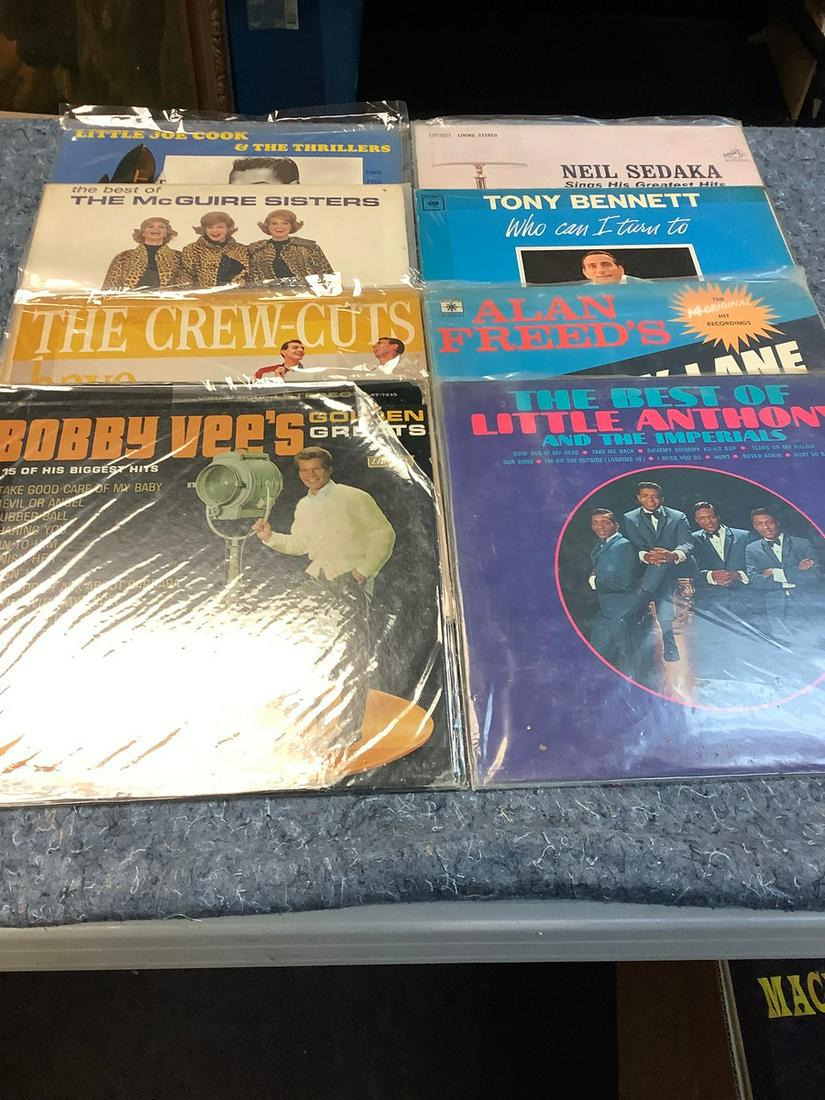 LITTLE JOE COOK
& THE THRILLERS
the best of
THE McGUIRE SISTERS
THE CREW-CUTS
have
BOBBY Vee's
GOLDEN
GREATS
15 OF HIS BIGGEST HITS
TAKE GOOD CARE OF MY BABY
DEVIL OR ANGEL
RUBBER BALL
LIVING STEREO
NEIL SEDAKA
Sings His Greatest Hits
TONY BENNETT
Who can I turn to
ALAN
FREED'S
THE
14 ORIGINAL
HIT
RECORDINGS
LANE
THE BEST OF
LITTLE ANTHONY
AND THE IMPERIALS
GOIN' OUT OF MY HEAD • TAKE ME BACK • SHIMMY SHIMMY KO-KO BOP • TEARS ON MY PILLOW
OUR SONG • I'M ON THE OUTSIDE (LOOKING IN) • I MISS YOU SO • HURT • NEVER AGAIN • HURT SO B
MAC